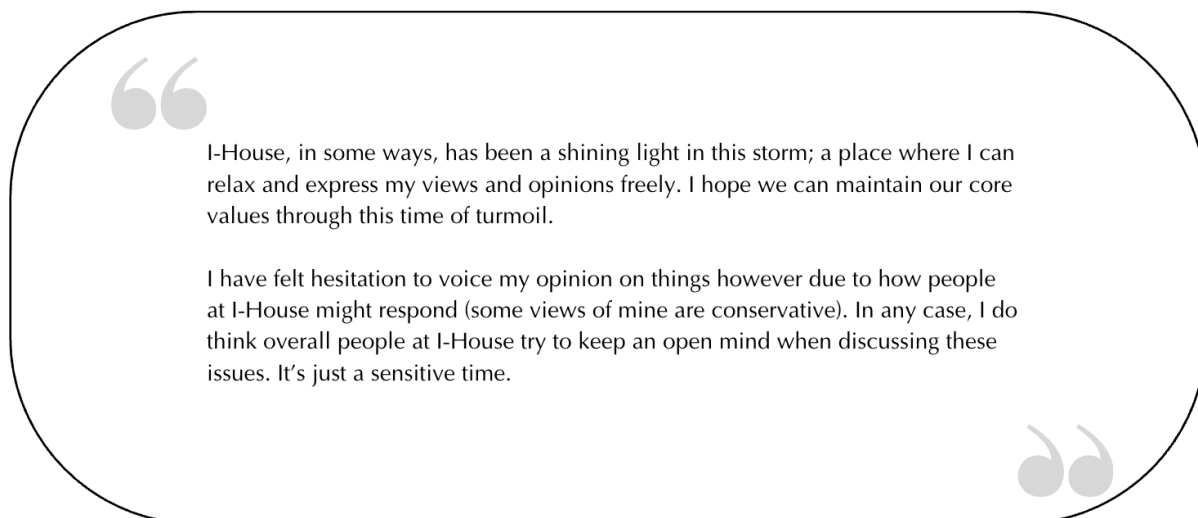 I-House, in some ways, has been a shining light in this storm; a place where I can
relax and express my views and opinions freely. I hope we can maintain our core
values through this time of turmoil.
I have felt hesitation to voice my opinion on things however due to how people
at I-House might respond (some views of mine are conservative). In any case, I do
think overall people at I-House try to keep an open mind when discussing these
issues. It’s just a sensitive time.